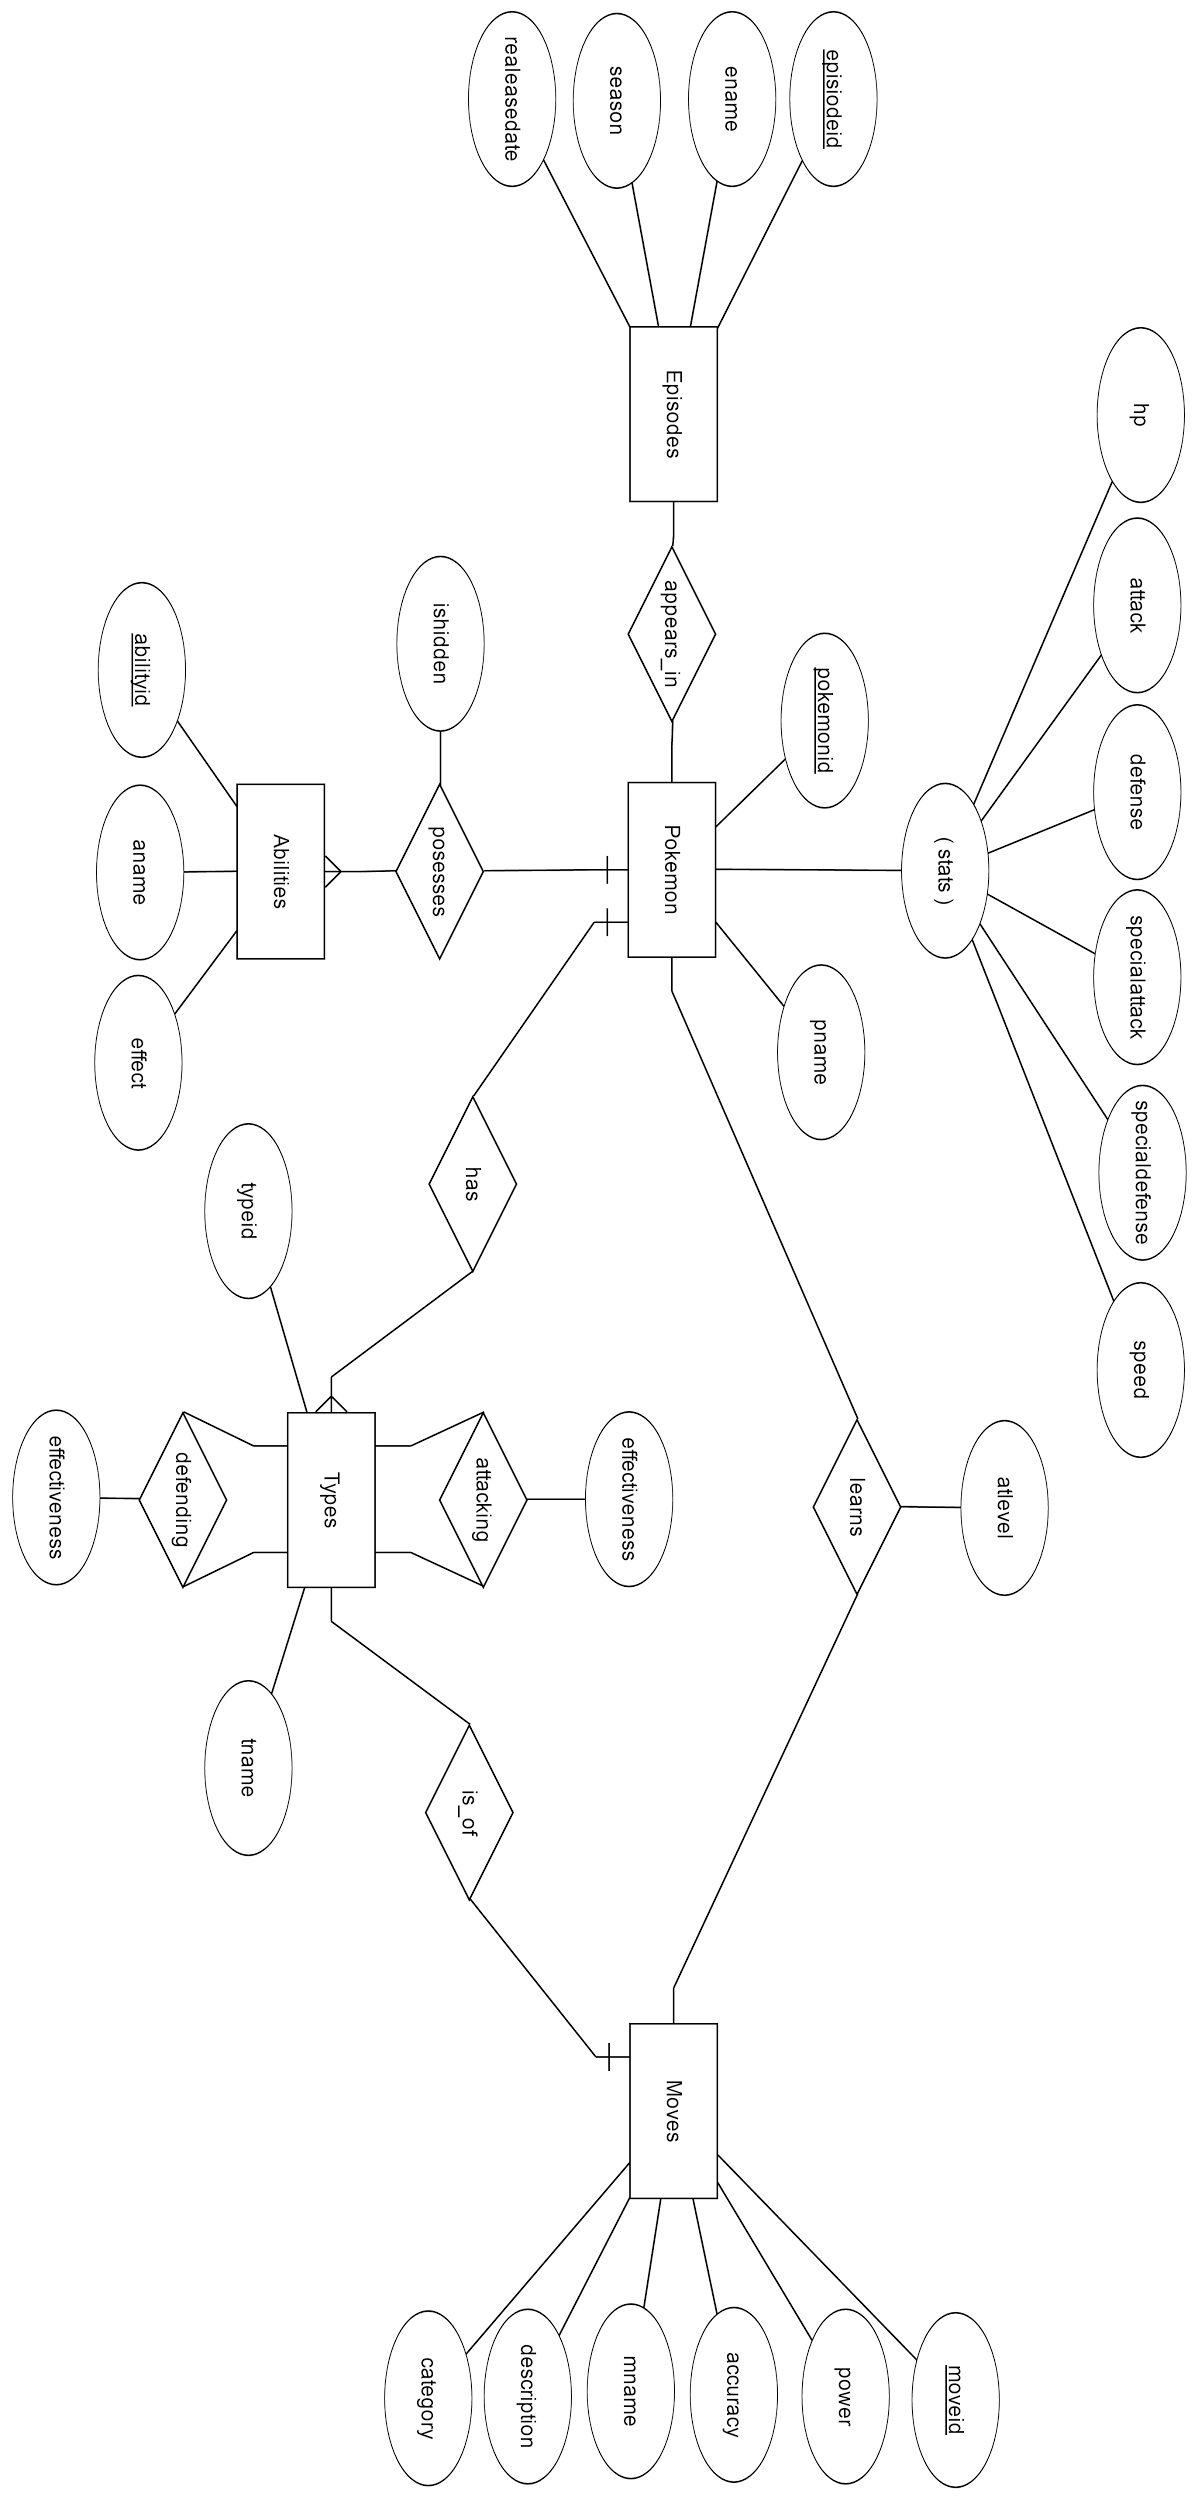 hp
attack
defense
specialattack
specialdefense
speed
( stats )
atlevel
episiodeid
ename
season
realeasedate
pokemonid
pname
learns
moveid
power
accuracy
mname
description
category
Episodes
appears_in
Pokemon
Moves
effectiveness
ishidden
posesses
has
attacking
is_of
Abilities
Types
typeid
tname
abilityid
aname
effect
defending
effectiveness